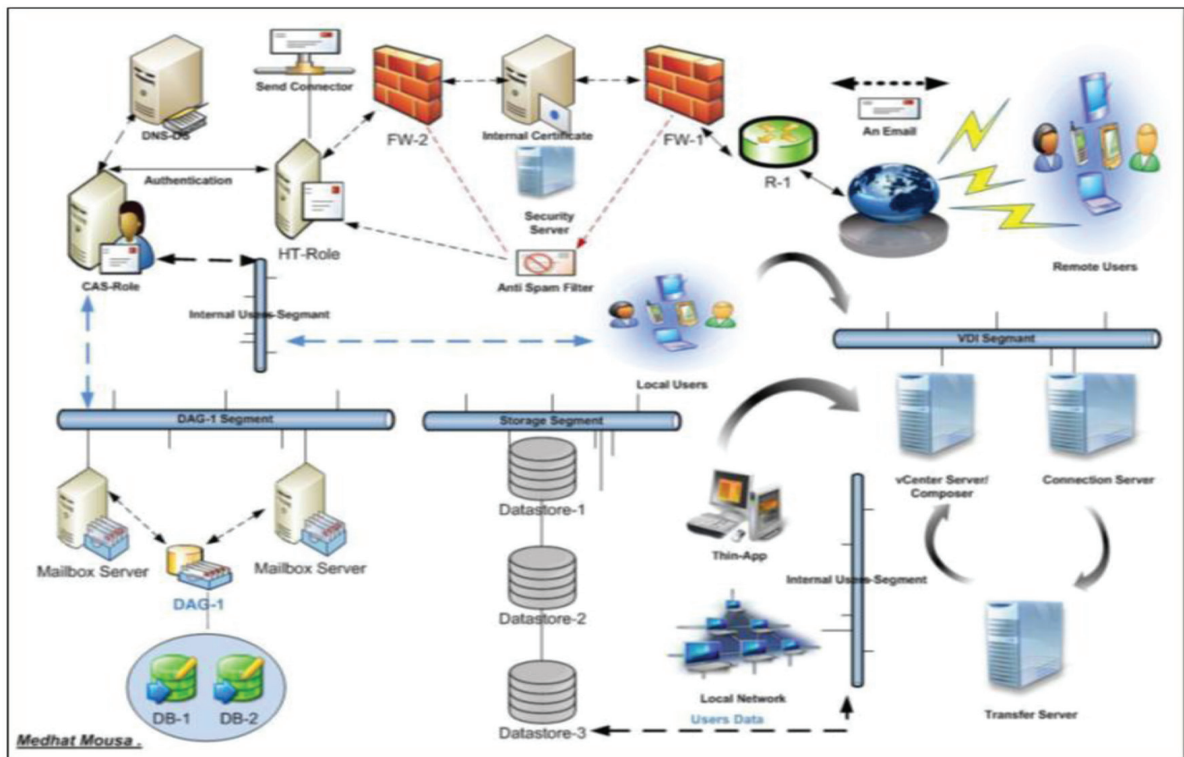 Send Connector
DNS-DS
FW-2
Internal Certificate
FW-1
An Email
R-1
Authentication
HT-Role
Security
Server
CAS-Role
Anti Spam Filter
Remote Users
Internal Users-Segmant
VDI Segmant
Local Users
DAG-1 Segment
Storage Segment
Datastore-1
vCenter Server/
Composer
Connection Server
Mailbox Server
Mailbox Server
Thin-App
DAG-1
Internal Users-Segment
Datastore-2
Local Network
DB-1
DB-2
Users Data
Transfer Server
Datastore-3
Medhat Mousa .